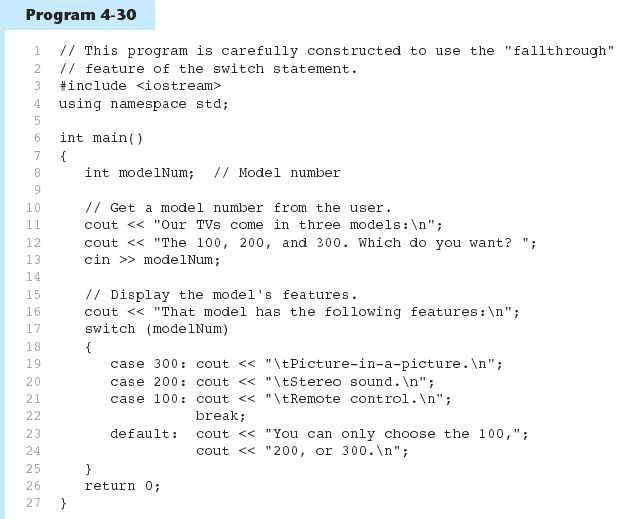 Program 4-30
1 // This program is carefully constructed to use the "fallthrough"
2 // feature of the switch statement.
3 #include <iostream>
4 using namespace std;
5
6 int main()
7 {
8 int modelNum; // Model number
9
10 // Get a model number from the user.
11 cout << "Our TVs come in three models:\n";
12 cout << "The 100, 200, and 300. Which do you want? ";
13 cin >> modelNum;
14
15 // Display the model's features.
16 cout << "That model has the following features:\n";
17 switch (modelNum)
18 {
19 case 300: cout << "\tPicture-in-a-picture.\n";
20 case 200: cout << "\tStereo sound.\n";
21 case 100: cout << "\tRemote control.\n";
22 break;
23 default: cout << "You can only choose the 100,";
24 cout << "200, or 300.\n";
25 }
26 return 0;
27 }